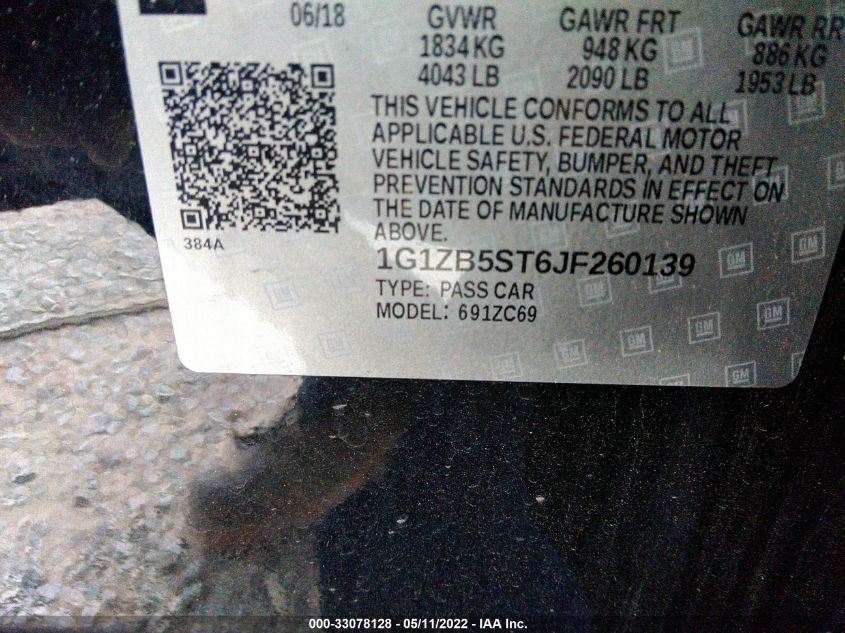 06/18 GVWR GAWR FRT GAWR RR
1834 KG 948 KG 886 KG
4043 LB 2090 LB 1953 LB
THIS VEHICLE CONFORMS TO ALL
APPLICABLE U.S. FEDERAL MOTOR
VEHICLE SAFETY, BUMPER, AND THEFT
PREVENTION STANDARDS IN EFFECT ON
THE DATE OF MANUFACTURE SHOWN
ABOVE.
384A
1G1ZB5ST6JF260139
TYPE: PASS CAR
MODEL: 691ZC69
GM
000-33078128 - 05/11/2022 - IAA Inc.